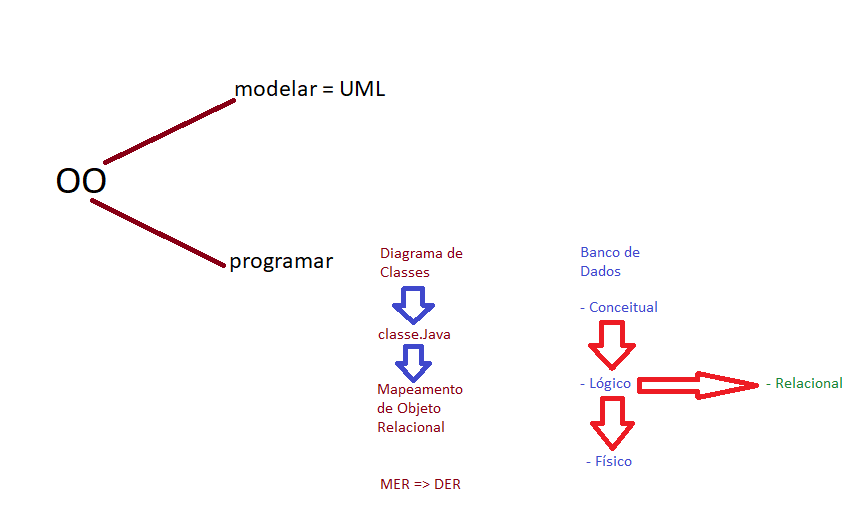 modelar = UML
OO
programar
Diagrama de
Classes
classe.Java
Mapeamento
de Objeto
Relacional
MER => DER
Banco de
Dados
- Conceitual
- Lógico
- Relacional
- Físico